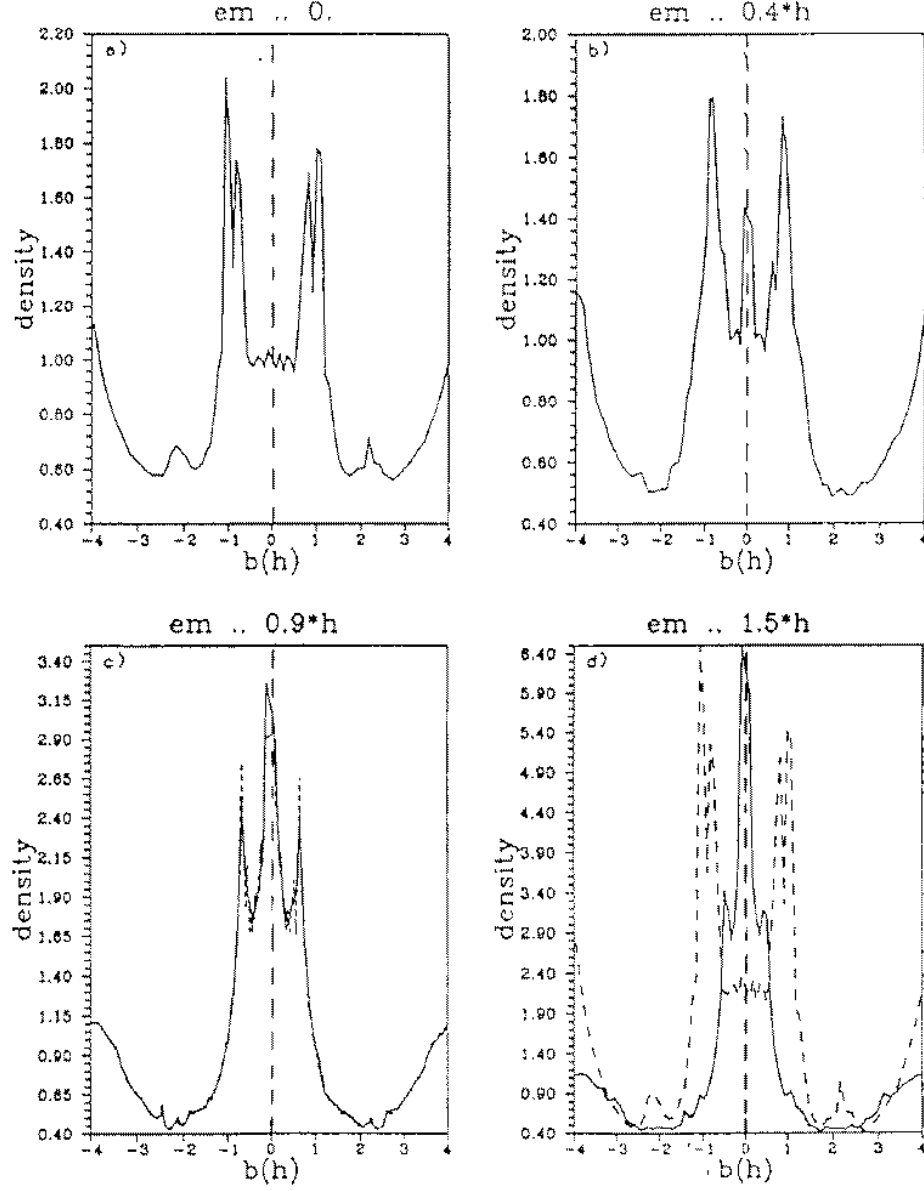 em .. 0.
a)
2.20
2.00
1.80
1.60
1.40
1.20
1.00
0.80
0.60
0.40
density
-4 -3 -2 -1 0 1 2 3 4
b(h)
em .. 0.4*h
b)
2.00
1.80
1.60
1.40
1.20
1.00
0.80
0.60
0.40
density
-4 -3 -2 -1 0 1 2 3 4
b(h)
em .. 0.9*h
c)
3.40
3.15
2.90
2.65
2.40
2.15
1.90
1.65
1.40
1.15
0.90
0.65
0.40
density
-4 -3 -2 -1 0 1 2 3 4
b(h)
em .. 1.5*h
d)
6.40
5.90
5.40
4.90
4.40
3.90
3.40
2.90
2.40
1.90
1.40
0.90
0.40
density
-4 -3 -2 -1 0 1 2 3 4
b(h)